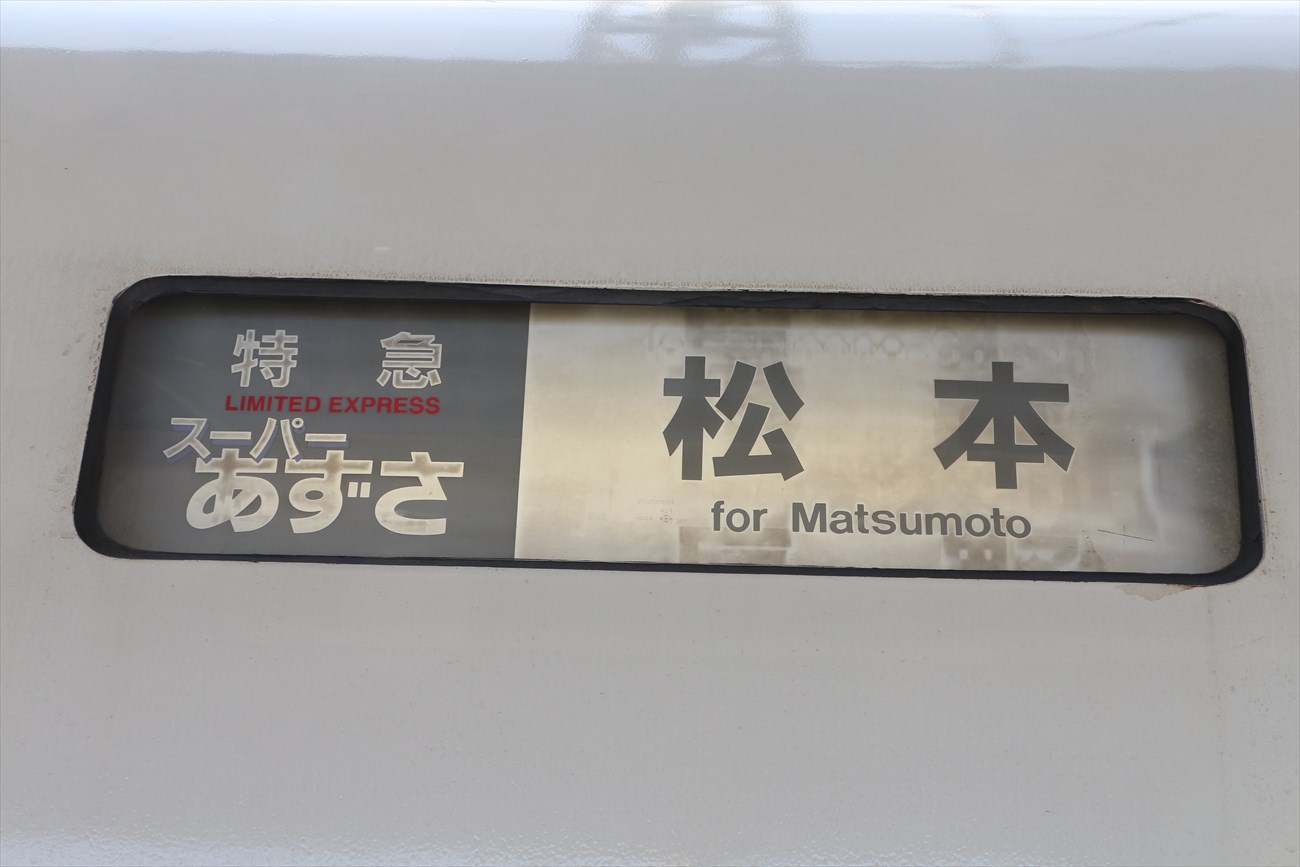 特急
LIMITED EXPRESS
スーパー
あずさ
松本
for Matsumoto